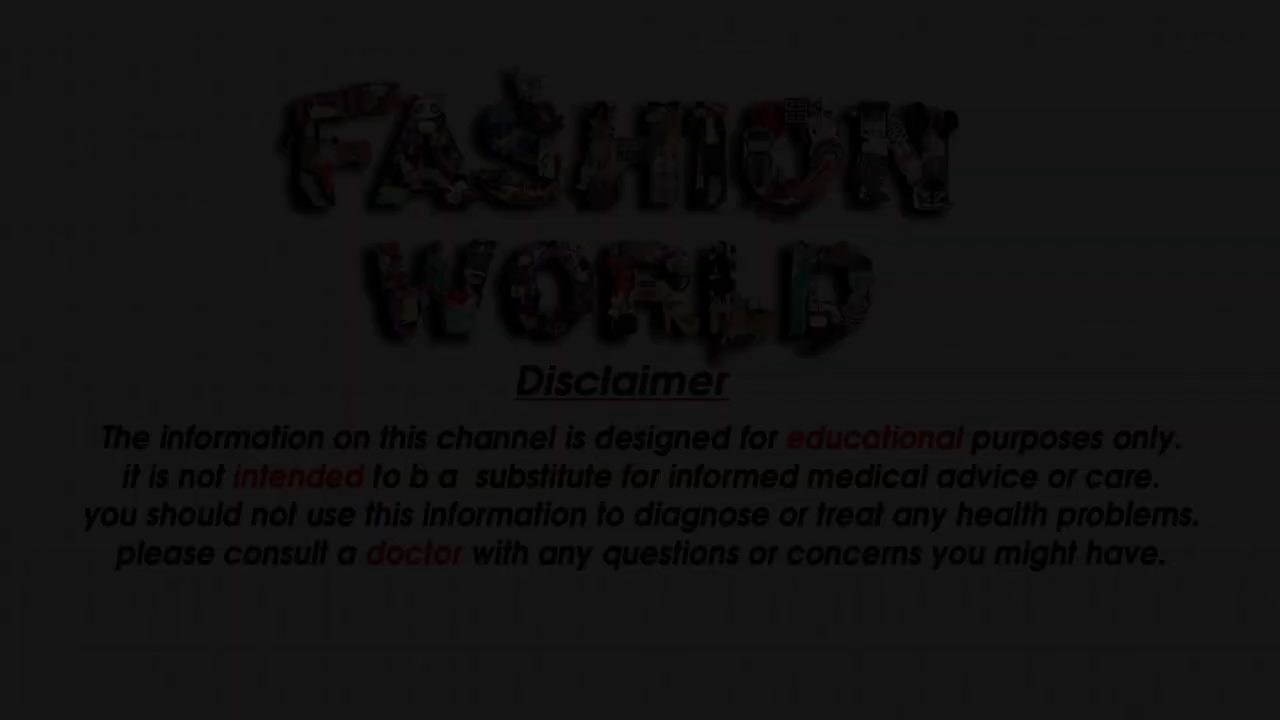 FASHION
WORLD
Disclaimer
The information on this channel is designed for educational purposes only.
it is not intended to b a substitute for informed medical advice or care.
you should not use this information to diagnose or treat any health problems.
please consult a doctor with any questions or concerns you might have.